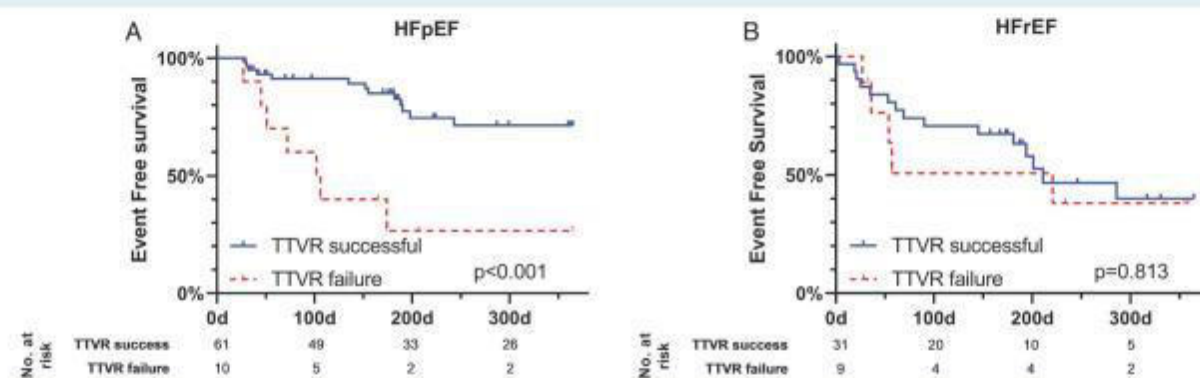 A
HFpEF
Event Free survival
100%
50%
0%
TTVR successful
TTVR failure
p<0.001
0d 100d 200d 300d
No. at risk
TTVR success 61 49 33 26
TTVR failure 10 5 2 2
B
HFrEF
Event Free Survival
100%
50%
0%
TTVR successful
TTVR failure
p=0.813
0d 100d 200d 300d
No. at risk
TTVR success 31 20 10 5
TTVR failure 9 4 4 2